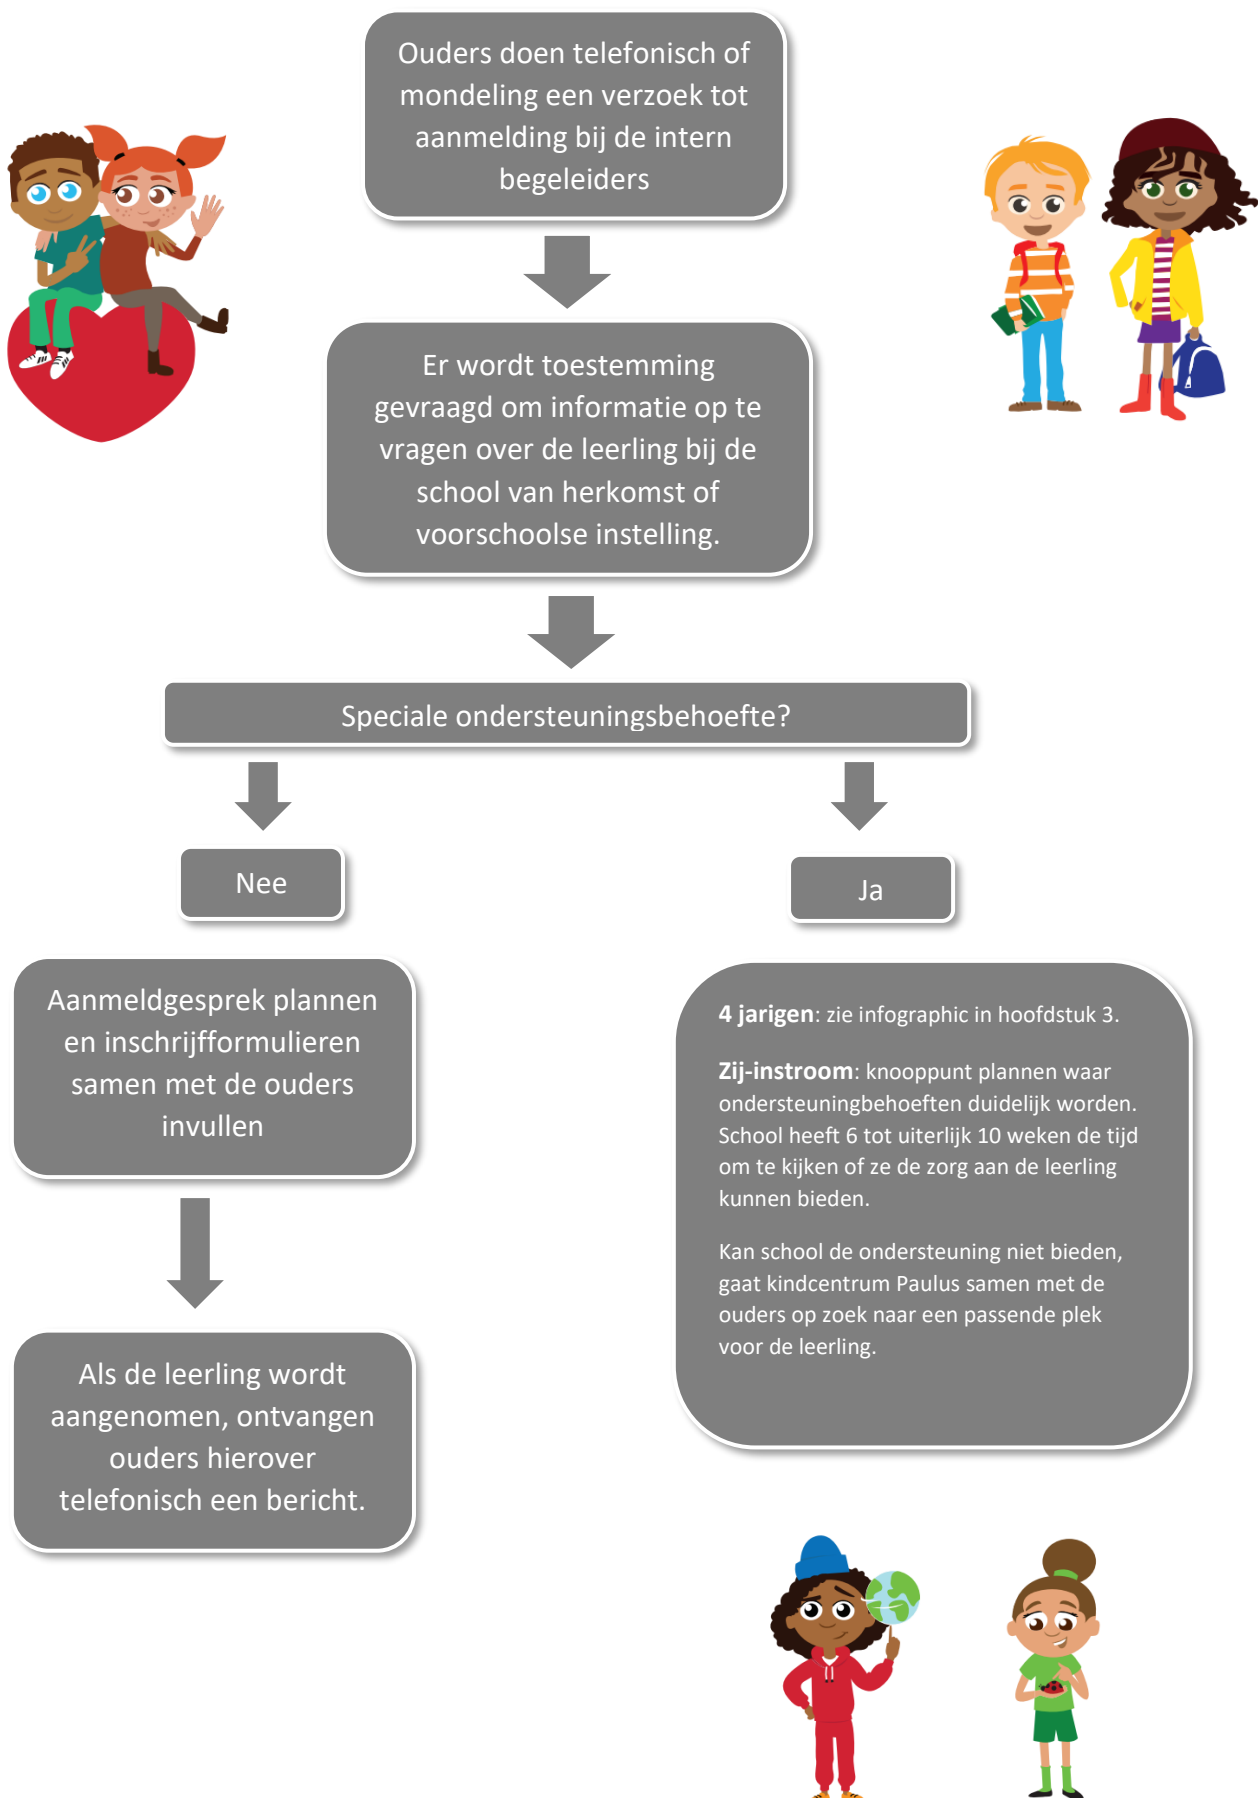 Ouders doen telefonisch of
mondeling een verzoek tot
aanmelding bij de intern
begeleiders
Er wordt toestemming
gevraagd om informatie op te
vragen over de leerling bij de
school van herkomst of
voorschoolse instelling.
Speciale ondersteuningsbehoefte?
Nee
Ja
Aanmeldgesprek plannen
en inschrijfformulieren
samen met de ouders
invullen
Als de leerling wordt
aangenomen, ontvangen
ouders hierover
telefonisch een bericht.
4 jarigen: zie infographic in hoofdstuk 3.
Zij-instroom: knooppunt plannen waar
ondersteuningbehoeften duidelijk worden.
School heeft 6 tot uiterlijk 10 weken de tijd
om te kijken of ze de zorg aan de leerling
kunnen bieden.
Kan school de ondersteuning niet bieden,
gaat kindcentrum Paulus samen met de
ouders op zoek naar een passende plek
voor de leerling.